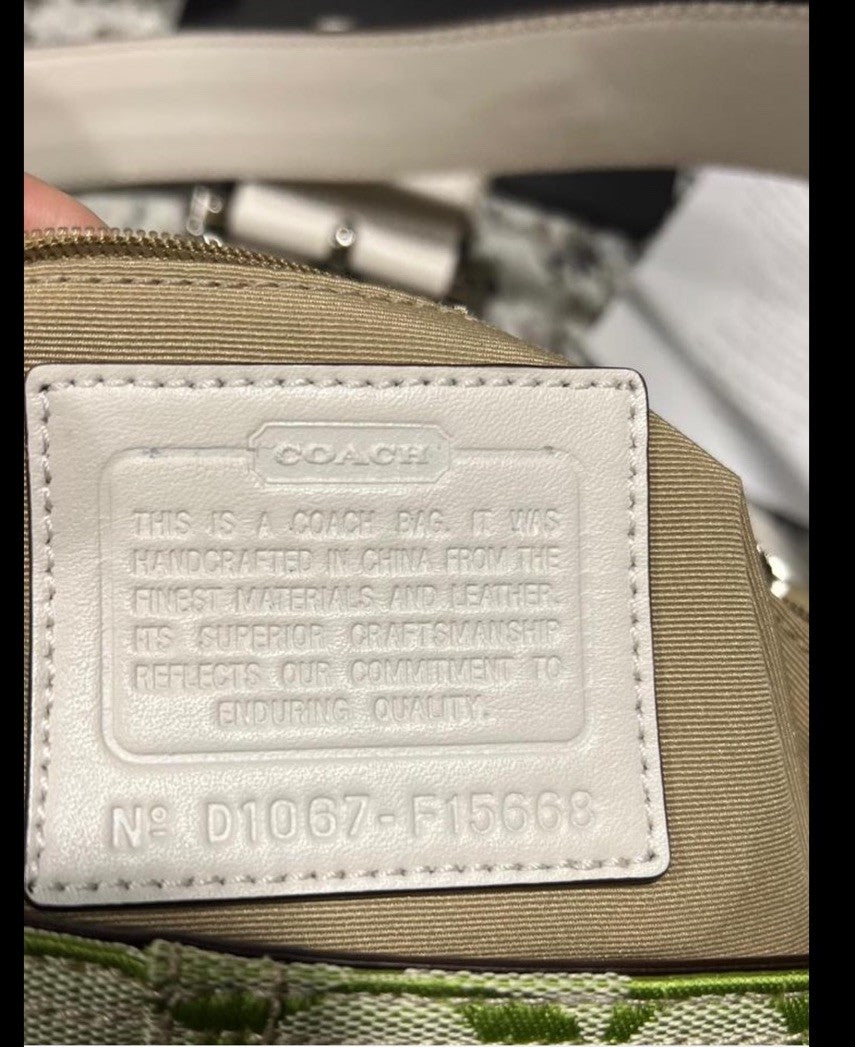 COACH
THIS IS A COACH BAG. IT WAS
HANDCRAFTED IN CHINA FROM THE
FINEST MATERIALS AND LEATHER.
ITS SUPERIOR CRAFTSMANSHIP
REFLECTS OUR COMMITMENT TO
ENDURING QUALITY.
Nº D1067-F15668